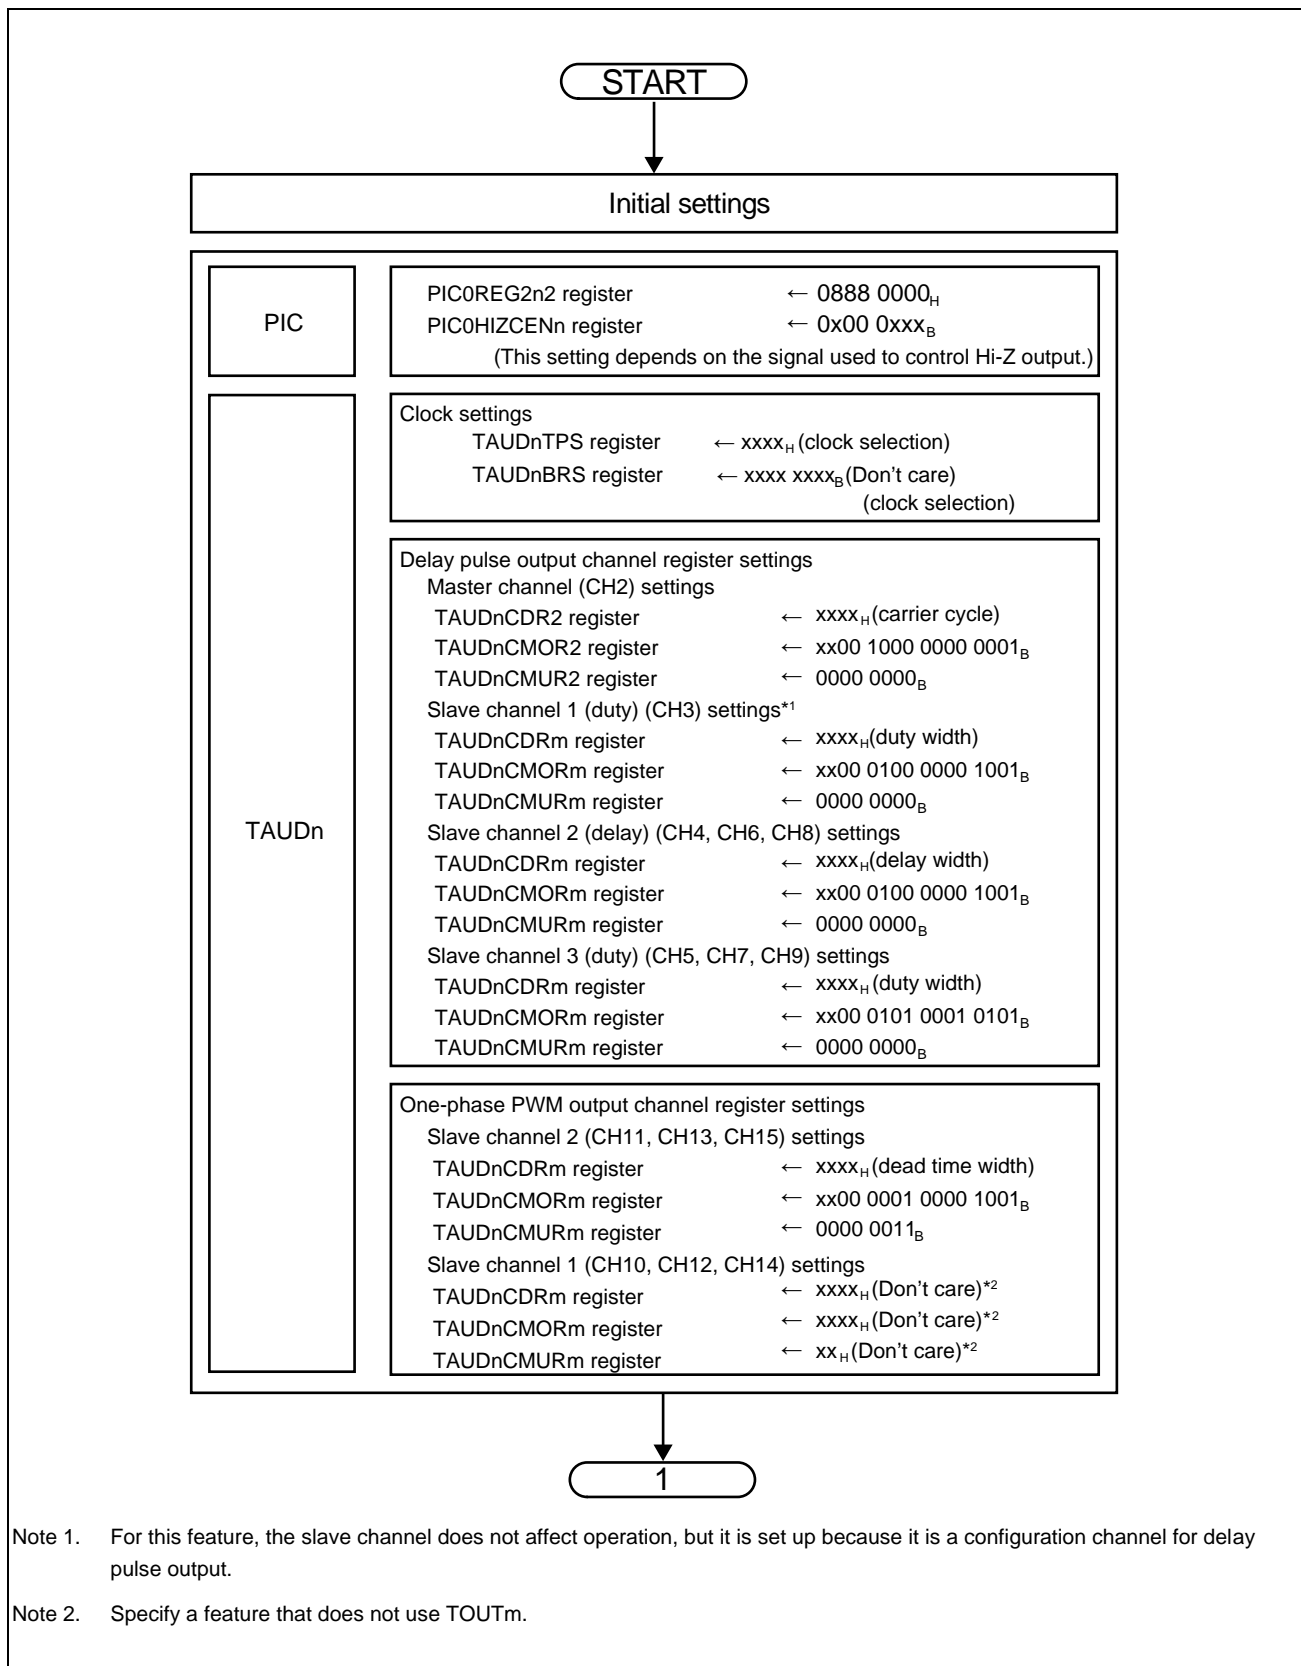 START
Initial settings
PIC
PIC0REG2n2 register ← 0888 0000H
PIC0HIZCENn register ← 0x00 0xxxB
(This setting depends on the signal used to control Hi-Z output.)
TAUDn
Clock settings
TAUDnTPS register ← xxxxH (clock selection)
TAUDnBRS register ← xxxx xxxxB (Don't care)
(clock selection)
Delay pulse output channel register settings
Master channel (CH2) settings
TAUDnCDR2 register ← xxxxH (carrier cycle)
TAUDnCMOR2 register ← xx00 1000 0000 0001B
TAUDnCMUR2 register ← 0000 0000B
Slave channel 1 (duty) (CH3) settings*1
TAUDnCDRm register ← xxxxH (duty width)
TAUDnCMORm register ← xx00 0100 0000 1001B
TAUDnCMURm register ← 0000 0000B
Slave channel 2 (delay) (CH4, CH6, CH8) settings
TAUDnCDRm register ← xxxxH (delay width)
TAUDnCMORm register ← xx00 0100 0000 1001B
TAUDnCMURm register ← 0000 0000B
Slave channel 3 (duty) (CH5, CH7, CH9) settings
TAUDnCDRm register ← xxxxH (duty width)
TAUDnCMORm register ← xx00 0101 0001 0101B
TAUDnCMURm register ← 0000 0000B
One-phase PWM output channel register settings
Slave channel 2 (CH11, CH13, CH15) settings
TAUDnCDRm register ← xxxxH (dead time width)
TAUDnCMORm register ← xx00 0001 0000 1001B
TAUDnCMURm register ← 0000 0011B
Slave channel 1 (CH10, CH12, CH14) settings
TAUDnCDRm register ← xxxxH (Don't care)*2
TAUDnCMORm register ← xxxxH (Don't care)*2
TAUDnCMURm register ← xxH (Don't care)*2
1
Note 1. For this feature, the slave channel does not affect operation, but it is set up because it is a configuration channel for delay
pulse output.
Note 2. Specify a feature that does not use TOUTm.